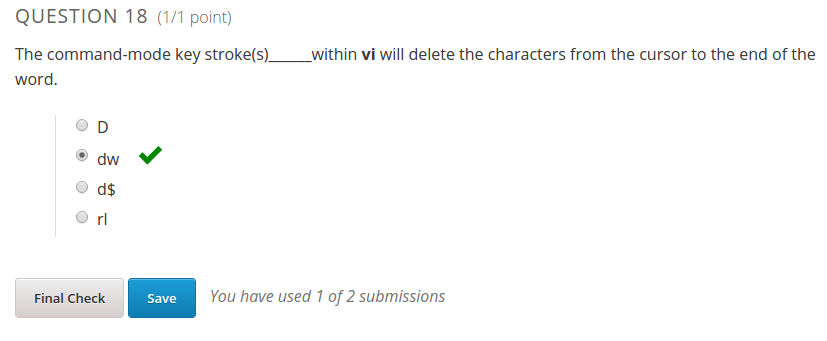 QUESTION 18 (1/1 point)
The command-mode key stroke(s)______within vi will delete the characters from the cursor to the end of the
word.
D
dw
d$
rl
Final Check Save You have used 1 of 2 submissions